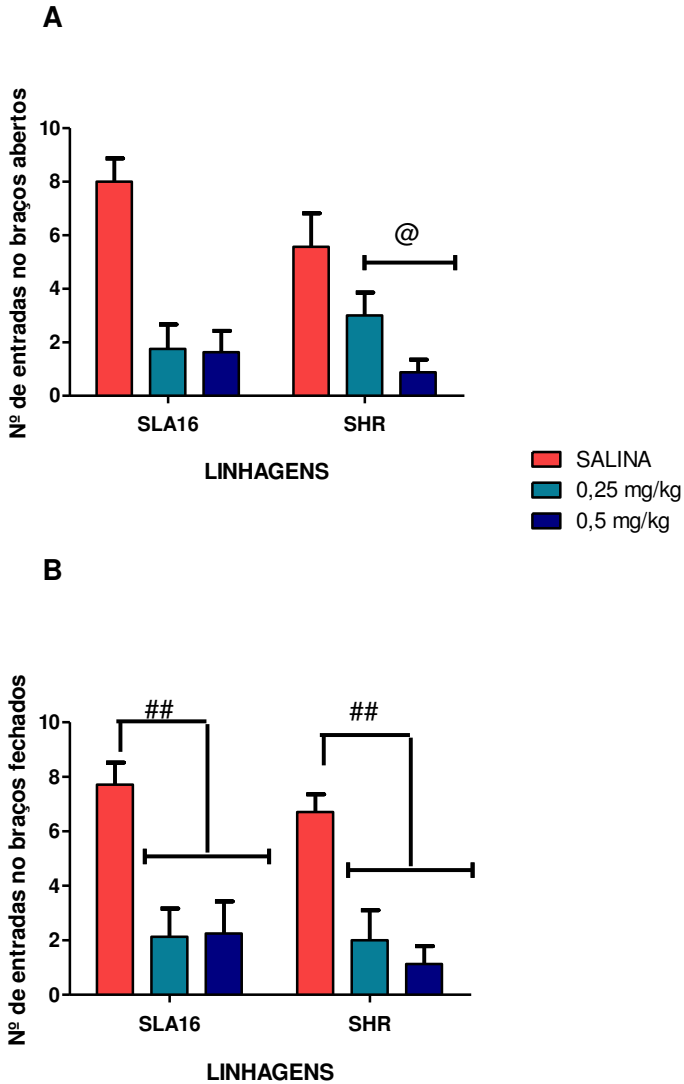 A
Nº de entradas no braços abertos
10
8
6
4
2
0
@
SLA16
SHR
LINHAGENS
SALINA
0,25 mg/kg
0,5 mg/kg
B
Nº de entradas no braços fechados
10
8
6
4
2
0
##
##
SLA16
SHR
LINHAGENS